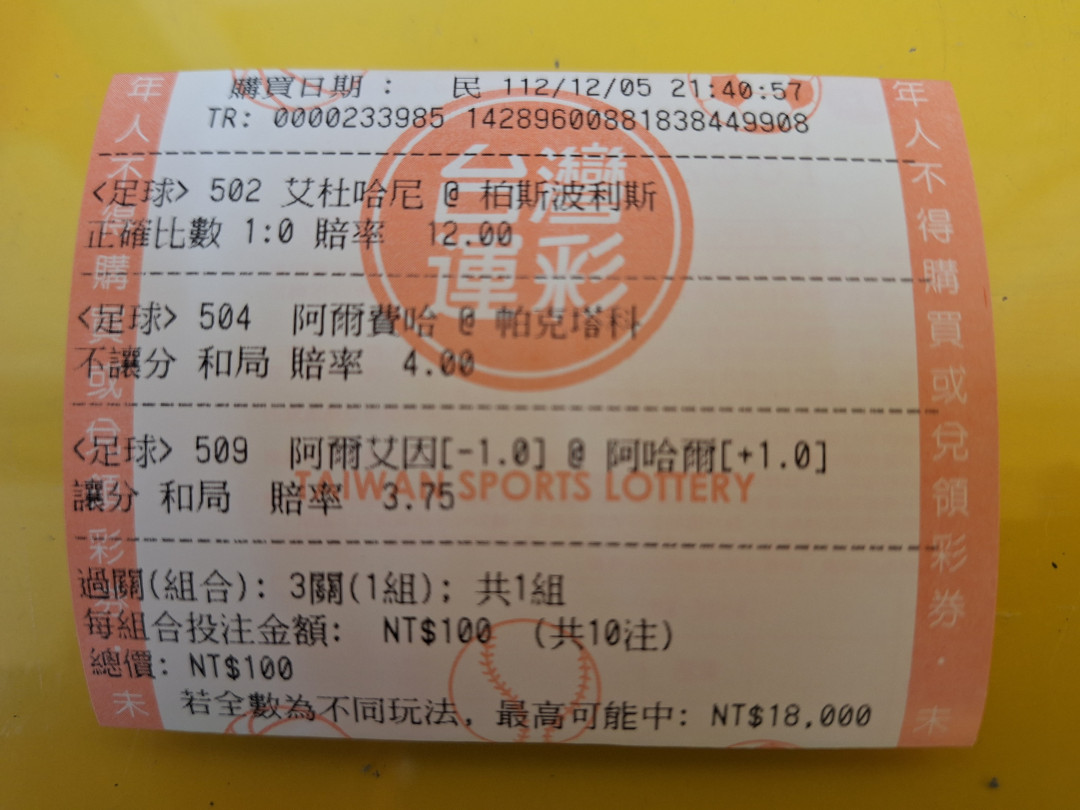 購買日期： 民 112/12/05 21:40:57
TR: 0000233985 14289600881838449908
台灣
運彩
<足球> 502 艾杜哈尼 @ 柏斯波利斯
正確比數 1:0 賠率 12.00
<足球> 504 阿爾費哈 @ 帕克塔科
不讓分 和局 賠率 4.00
<足球> 509 阿爾艾因[-1.0] @ 阿哈爾[+1.0]
讓分 和局 賠率 3.75
TAIWAN SPORTS LOTTERY
過關(組合): 3關(1組); 共1組
每組合投注金額: NT$100 (共10注)
總價: NT$100
若全數為不同玩法, 最高可能中: NT$18,000
年人不得購買或兌領彩券．未
年人不得購買或兌領彩券．未